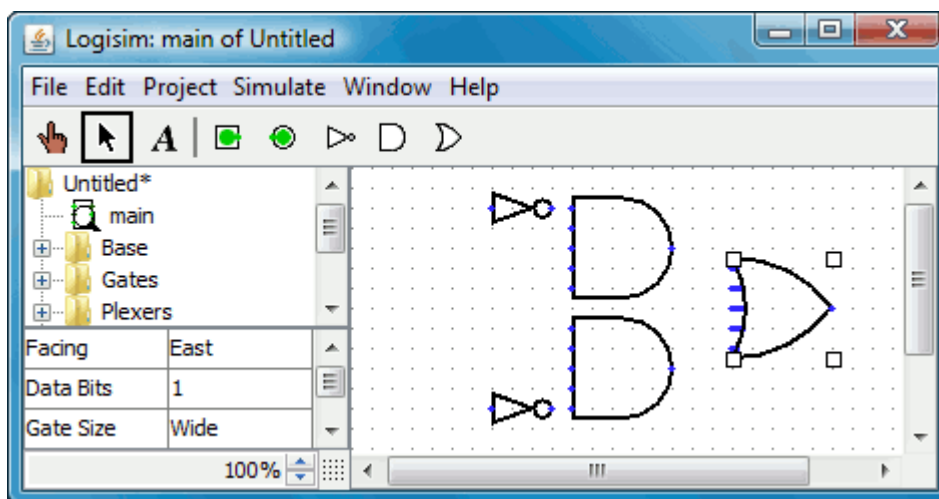 Logisim: main of Untitled
File Edit Project Simulate Window Help
A
Untitled*
main
Base
Gates
Plexers
Facing East
Data Bits 1
Gate Size Wide
100%